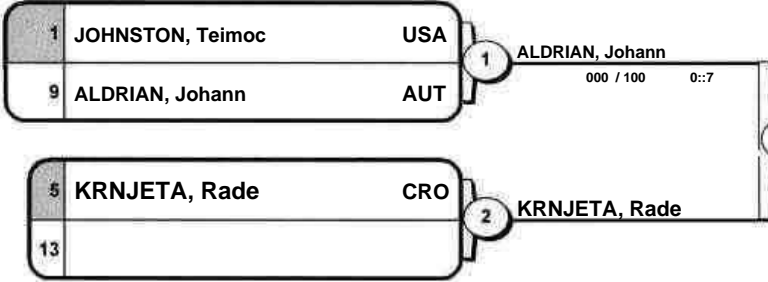 1 JOHNSTON, Teimoc USA
1 ALDRIAN, Johann
000 / 100 0::7
9 ALDRIAN, Johann AUT
5 KRNJETA, Rade CRO
2 KRNJETA, Rade
13